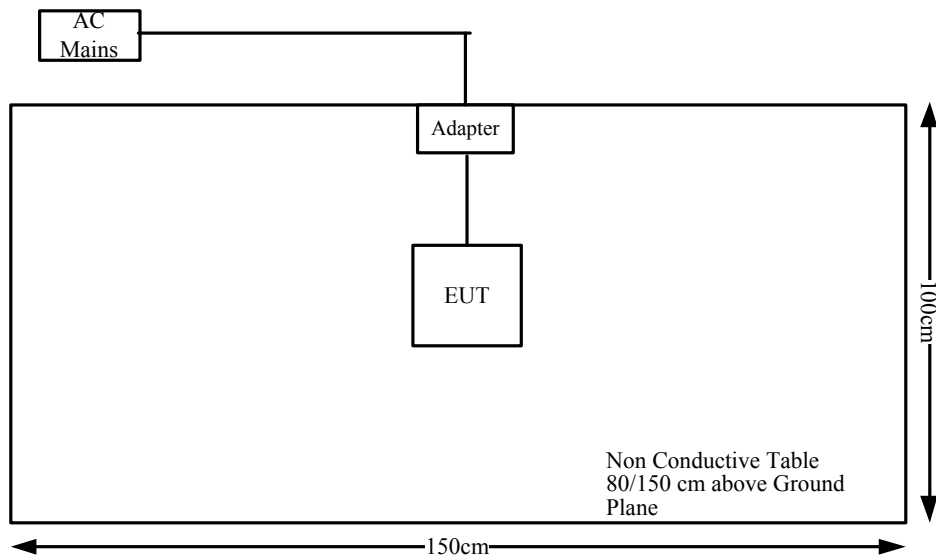 AC
Mains
Adapter
EUT
100cm
Non Conductive Table
80/150 cm above Ground
Plane
150cm